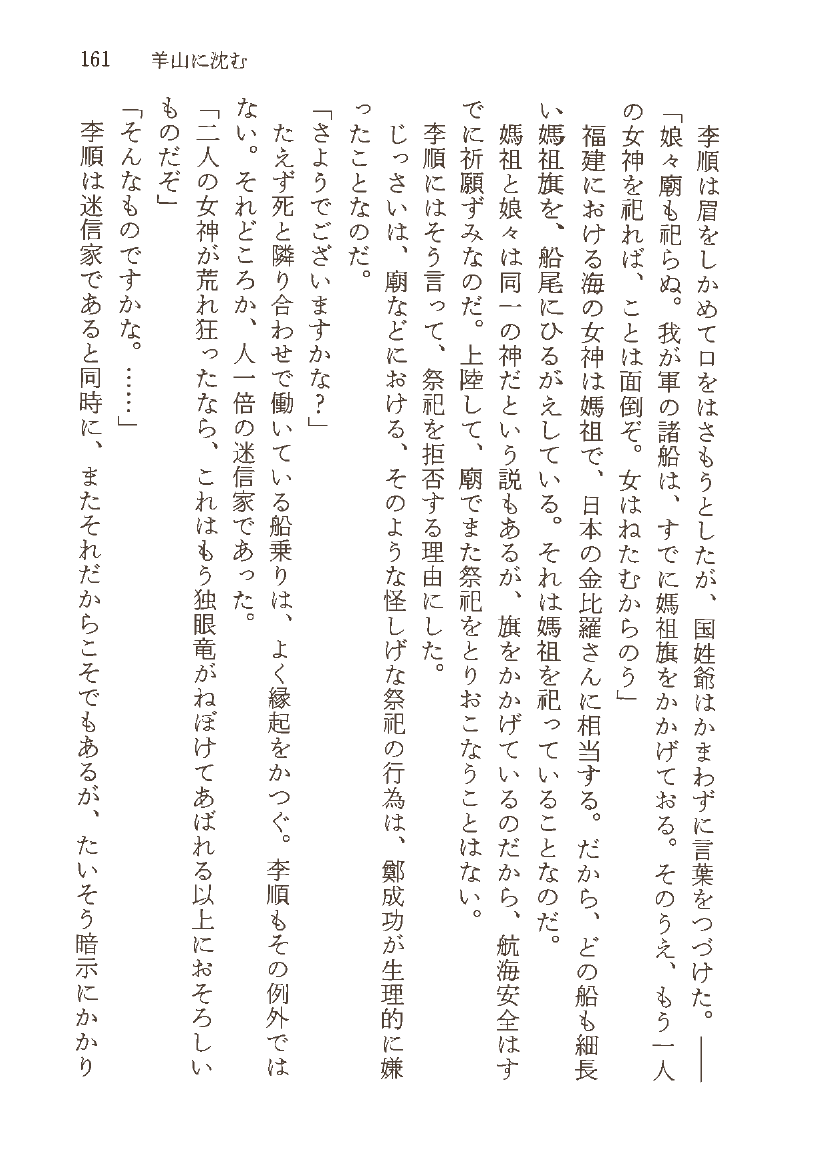 161 羊山に沈む
李順は眉をしかめて口をはさもうとしたが、国姓爺はかまわずに言葉をつづけた。――
「娘々廟も祀らぬ。我が軍の諸船は、すでに媽祖旗をかかげておる。そのうえ、もう一人
の女神を祀れば、ことは面倒ぞ。女はねたむからのう」
福建における海の女神は媽祖で、日本の金比羅さんに相当する。だから、どの船も細長
い媽祖旗を、船尾にひるがえしている。それは媽祖を祀っていることなのだ。
媽祖と娘々は同一の神だという説もあるが、旗をかかげているのだから、航海安全はす
でに祈願ずみなのだ。上陸して、廟でまた祭祀をとりおこなうことはない。
李順にはそう言って、祭祀を拒否する理由にした。
じっさいは、廟などにおける、そのような怪しげな祭祀の行為は、鄭成功が生理的に嫌
ったことなのだ。
「さようでございますかな?」
たえず死と隣り合わせで働いている船乗りは、よく縁起をかつぐ。李順もその例外では
ない。それどころか、人一倍の迷信家であった。
「二人の女神が荒れ狂ったなら、これはもう独眼竜がねぼけてあばれる以上におそろしい
ものだぞ」
「そんなものですかな。……」
李順は迷信家であると同時に、またそれだからこそでもあるが、たいそう暗示にかかり